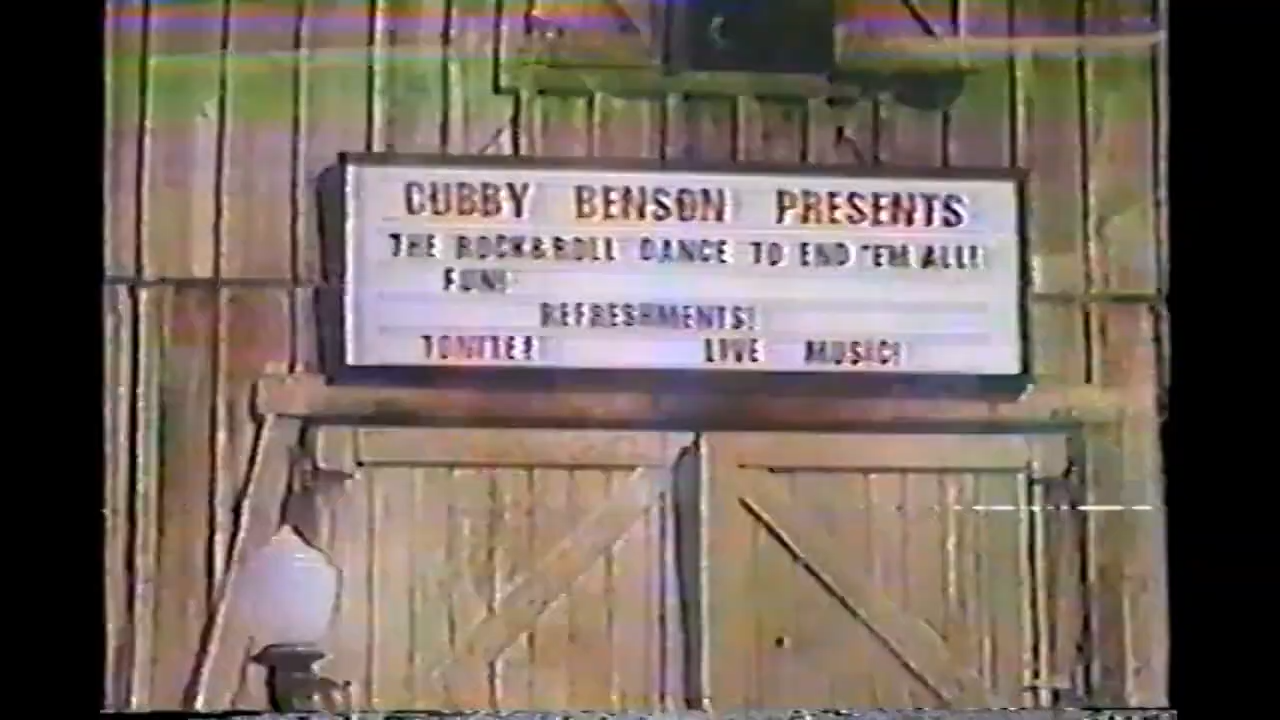 CUBBY BENSON PRESENTS
THE ROCK&ROLL DANCE TO END 'EM ALL!
FUN!
REFRESHMENTS!
TONITE! LIVE MUSIC!